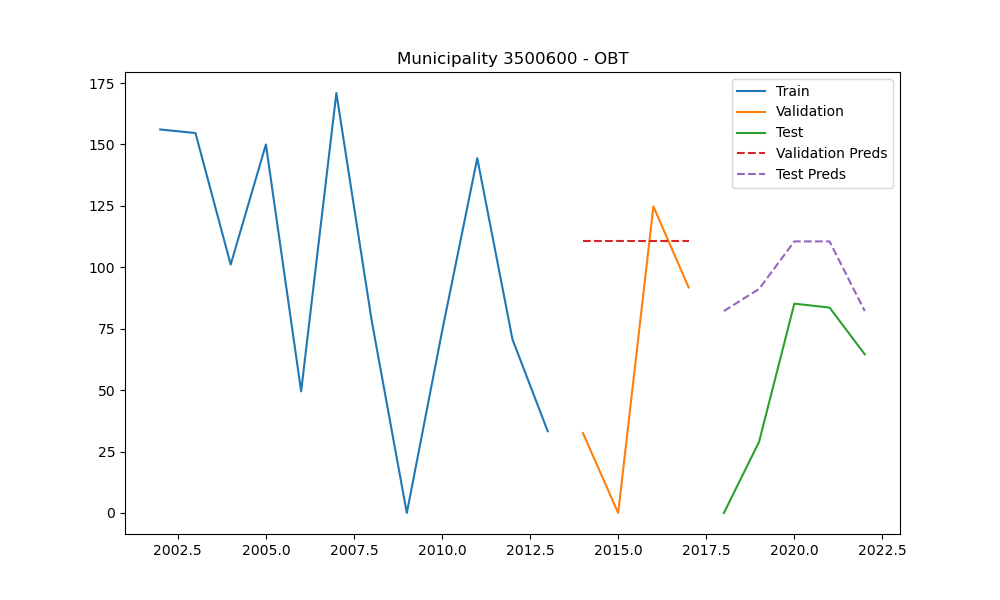 Municipality 3500600 - OBT
175
150
125
100
75
50
25
0
2002.5
2005.0
2007.5
2010.0
2012.5
2015.0
2017.5
2020.0
2022.5
Train
Validation
Test
Validation Preds
Test Preds